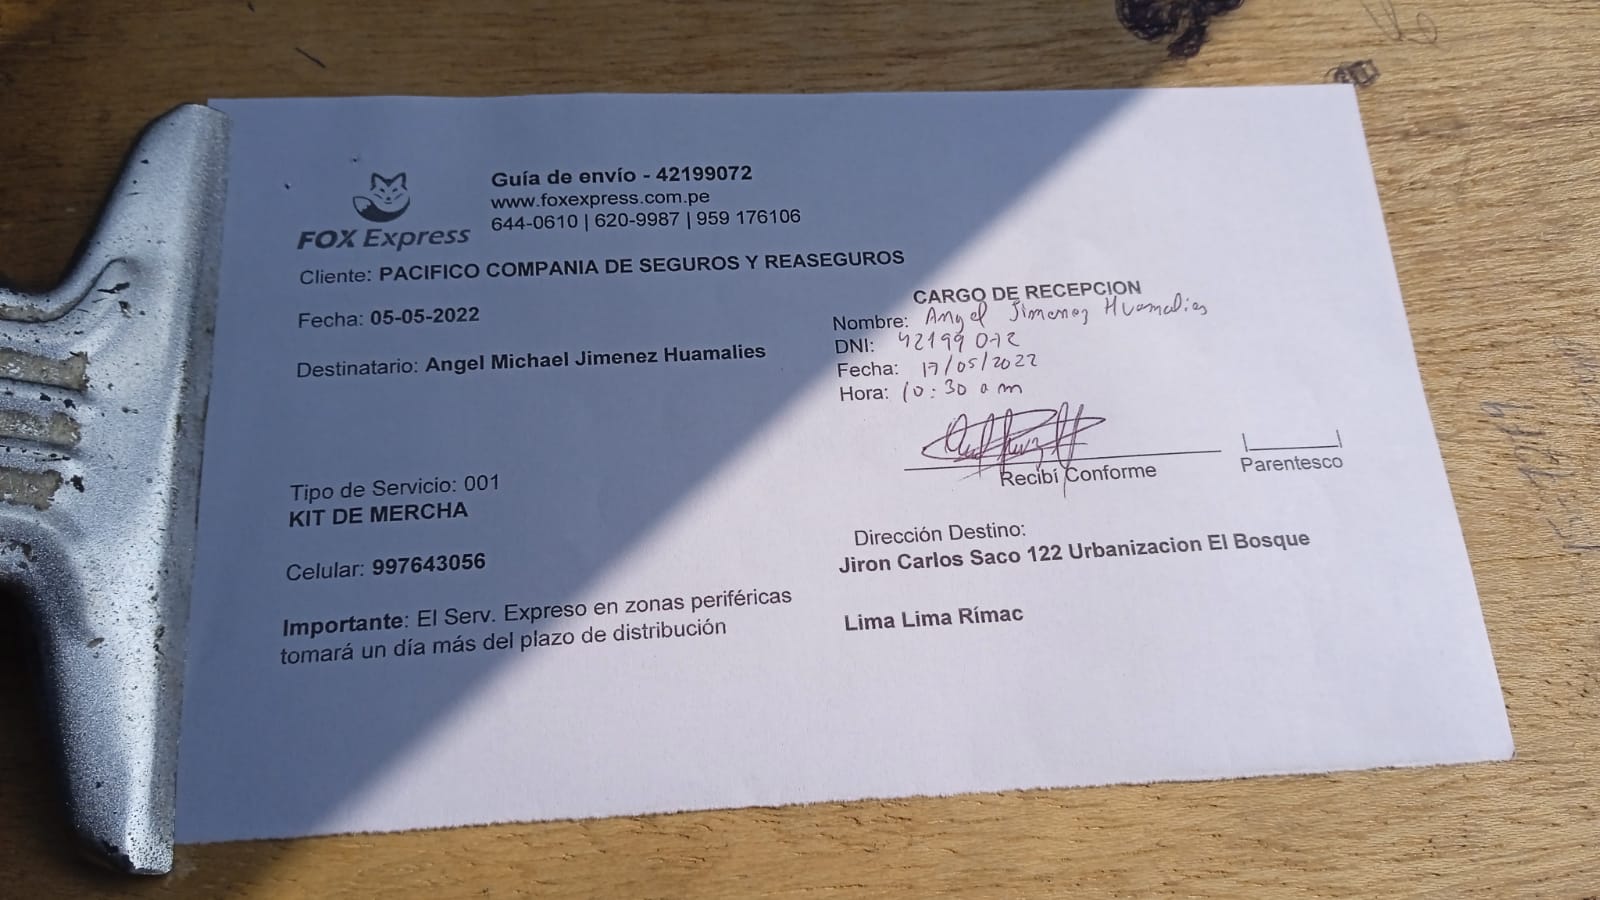 FOX Express
Guía de envío - 42199072
www.foxexpress.com.pe
644-0610 | 620-9987 | 959 176106
Cliente: PACIFICO COMPANIA DE SEGUROS Y REASEGUROS
Fecha: 05-05-2022
Destinatario: Angel Michael Jimenez Huamalies
CARGO DE RECEPCION
Nombre: Angel Jimenez Huamalies
DNI: 42199072
Fecha: 17/05/2022
Hora: 10:30 am
Recibí Conforme
Parentesco
Tipo de Servicio: 001
KIT DE MERCHA
Celular: 997643056
Importante: El Serv. Expreso en zonas periféricas
tomará un día más del plazo de distribución
Dirección Destino:
Jiron Carlos Saco 122 Urbanizacion El Bosque
Lima Lima Rímac